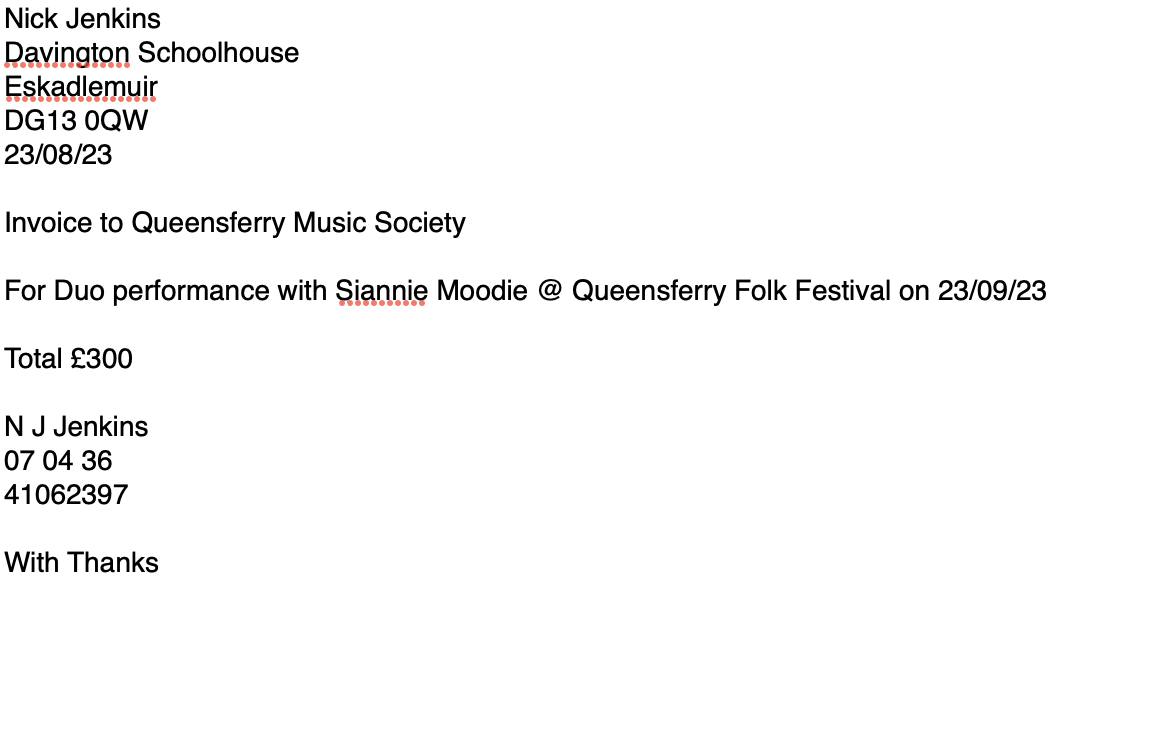 Nick Jenkins
Davington Schoolhouse
Eskadlemuir
DG13 0QW
23/08/23
Invoice to Queensferry Music Society
For Duo performance with Siannie Moodie @ Queensferry Folk Festival on 23/09/23
Total £300
N J Jenkins
07 04 36
41062397
With Thanks